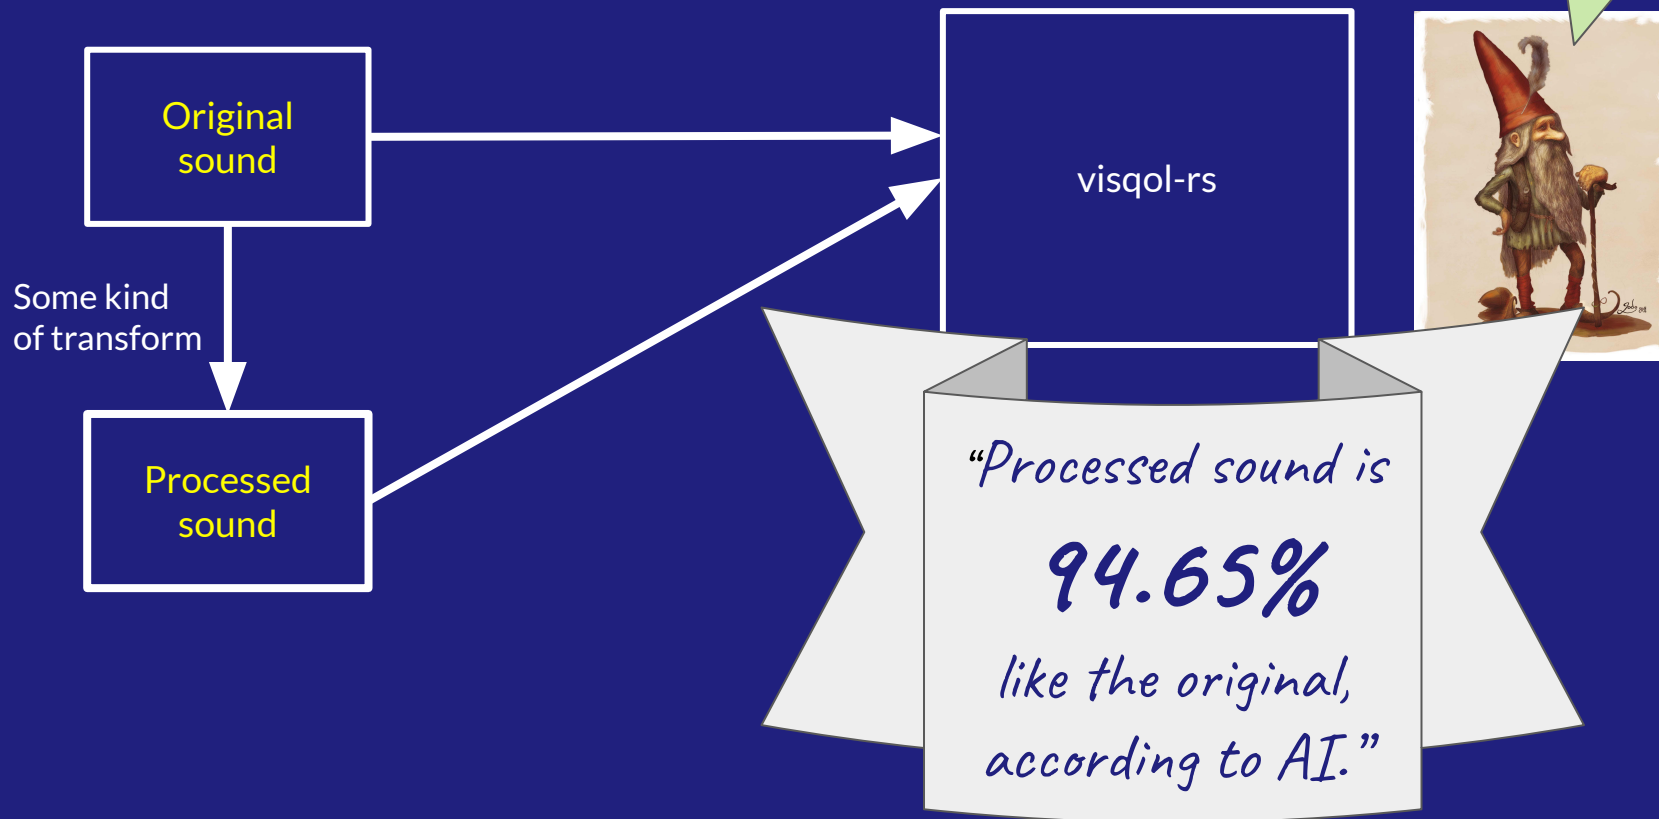 Original
sound
Some kind
of transform
Processed
sound
visqol-rs
“Processed sound is
94.65%
like the original,
according to AI.”